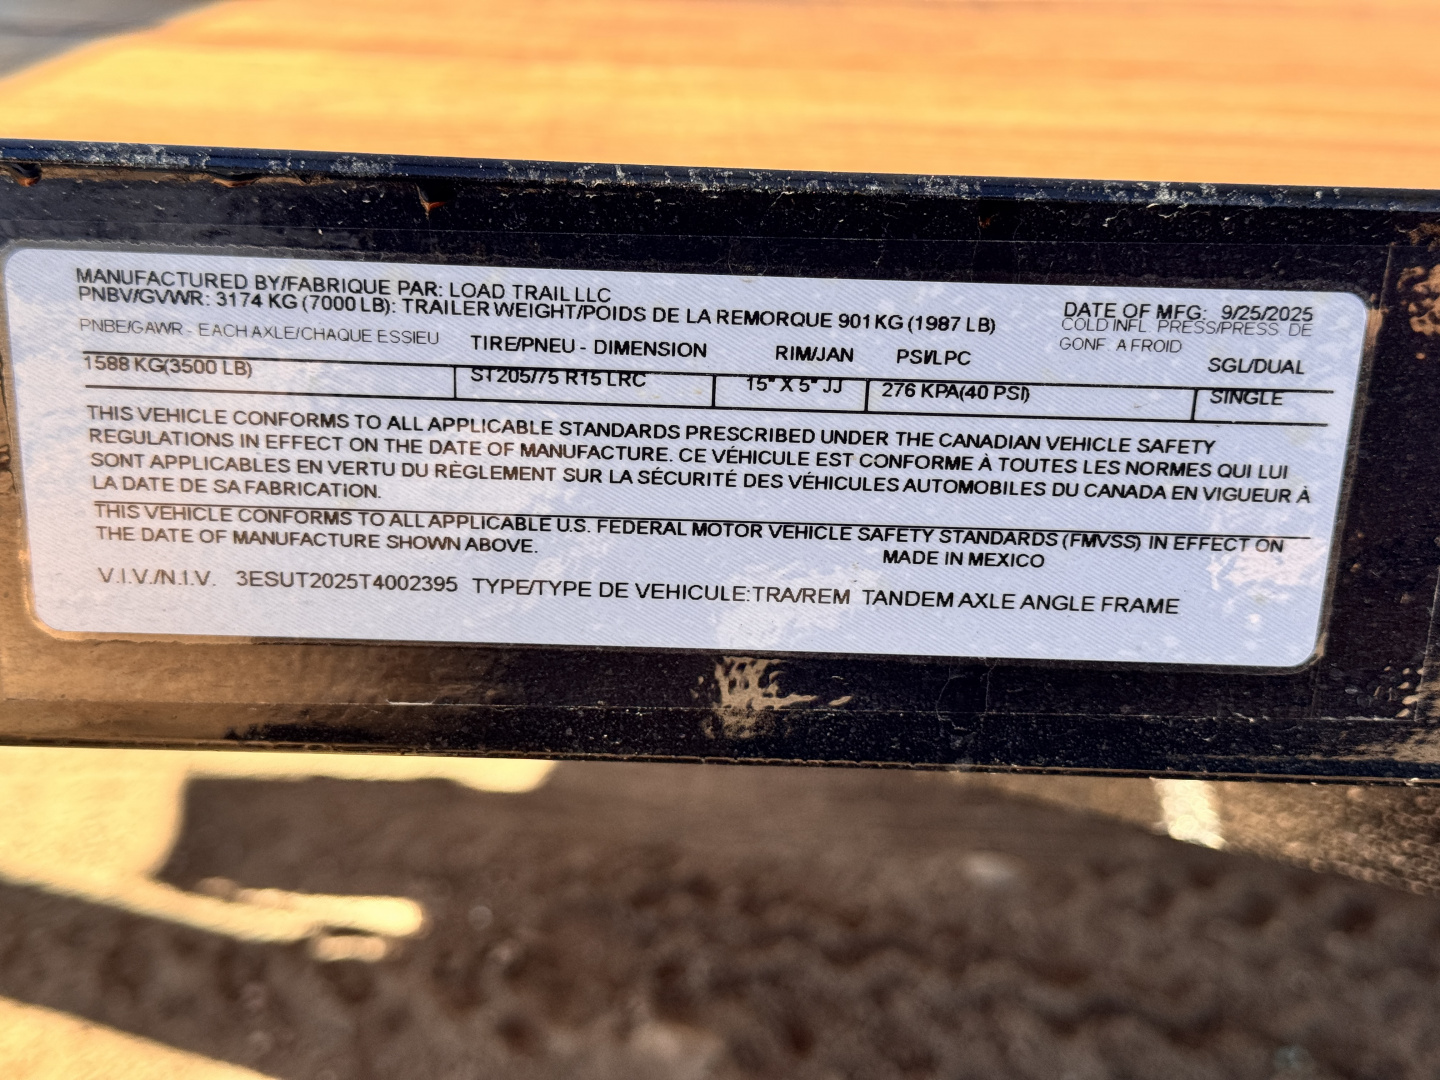 MANUFACTURED BY/FABRIQUE PAR: LOAD TRAIL LLC
PNBV/GVWR: 3174 KG (7000 LB): TRAILER WEIGHT/POIDS DE LA REMORQUE 901 KG (1987 LB)
DATE OF MFG: 9/25/2025
PNBE/GAWR - EACH AXLE/CHAQUE ESSIEU TIRE/PNEU - DIMENSION RIM/JAN PSI/LPC COLD INFL. PRESS/PRESS. DE
GONF. A FROID SGL/DUAL
1588 KG(3500 LB) ST205/75 R15 LRC 15" X 5" JJ 276 KPA(40 PSI) SINGLE
THIS VEHICLE CONFORMS TO ALL APPLICABLE STANDARDS PRESCRIBED UNDER THE CANADIAN VEHICLE SAFETY
REGULATIONS IN EFFECT ON THE DATE OF MANUFACTURE. CE VÉHICULE EST CONFORME À TOUTES LES NORMES QUI LUI
SONT APPLICABLES EN VERTU DU RÈGLEMENT SUR LA SÉCURITÉ DES VÉHICULES AUTOMOBILES DU CANADA EN VIGUEUR À
LA DATE DE SA FABRICATION.
THIS VEHICLE CONFORMS TO ALL APPLICABLE U.S. FEDERAL MOTOR VEHICLE SAFETY STANDARDS (FMVSS) IN EFFECT ON
THE DATE OF MANUFACTURE SHOWN ABOVE. MADE IN MEXICO
V.I.V./N.I.V. 3ESUT2025T4002395 TYPE/TYPE DE VEHICULE:TRA/REM TANDEM AXLE ANGLE FRAME